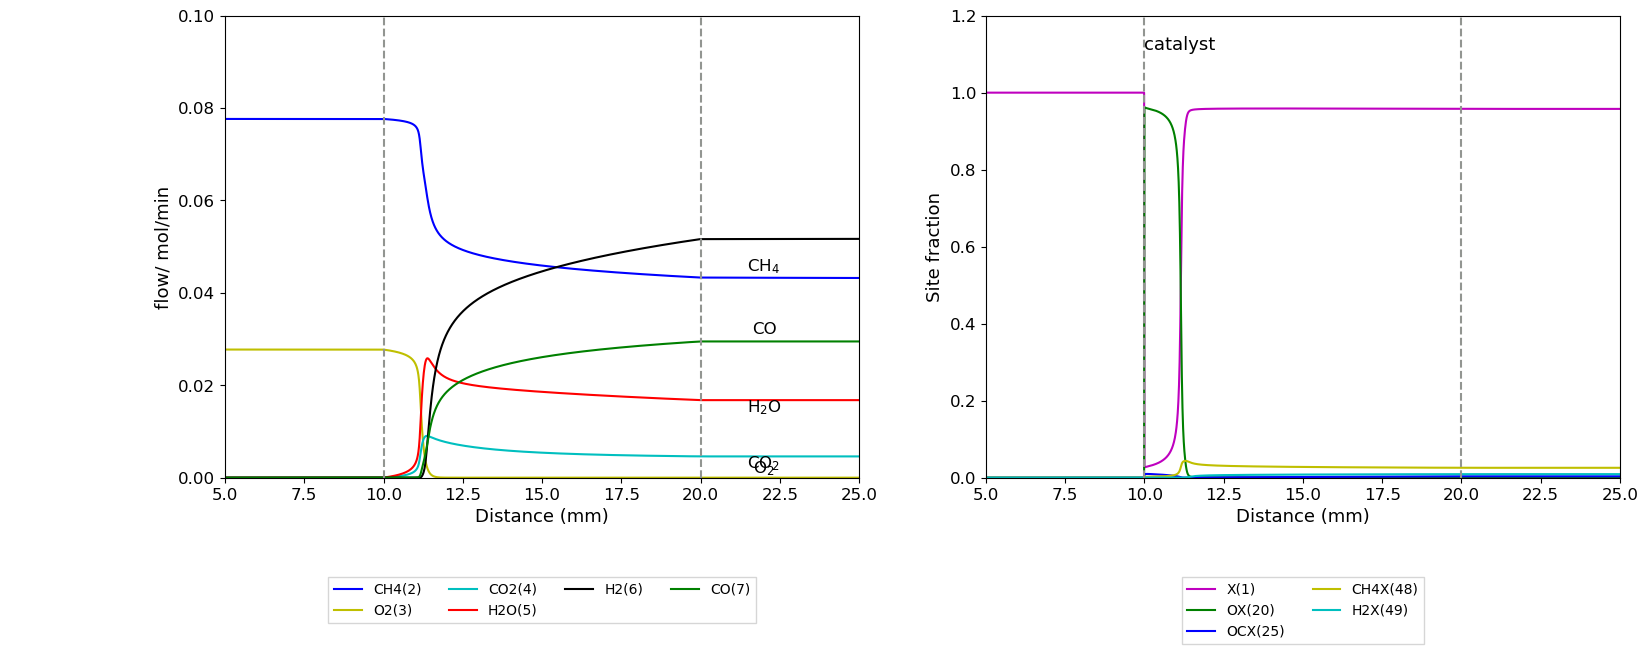 0.10
0.08
0.06
0.04
0.02
0.00
flow/ mol/min
CH₄
CO
H₂O
CO₂
O₂
5.0 7.5 10.0 12.5 15.0 17.5 20.0 22.5 25.0
Distance (mm)
CH4(2) CO2(4) H2(6) CO(7)
O2(3) H2O(5)
1.2
1.0
0.8
0.6
0.4
0.2
0.0
Site fraction
catalyst
5.0 7.5 10.0 12.5 15.0 17.5 20.0 22.5 25.0
Distance (mm)
X(1) CH4X(48)
OX(20) H2X(49)
OCX(25)